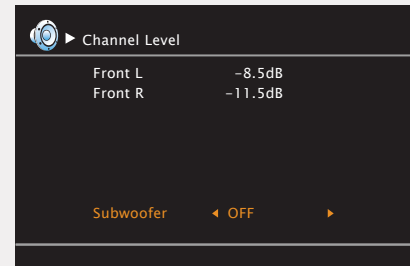 Channel Level
Front L -8.5dB
Front R -11.5dB
Subwoofer OFF